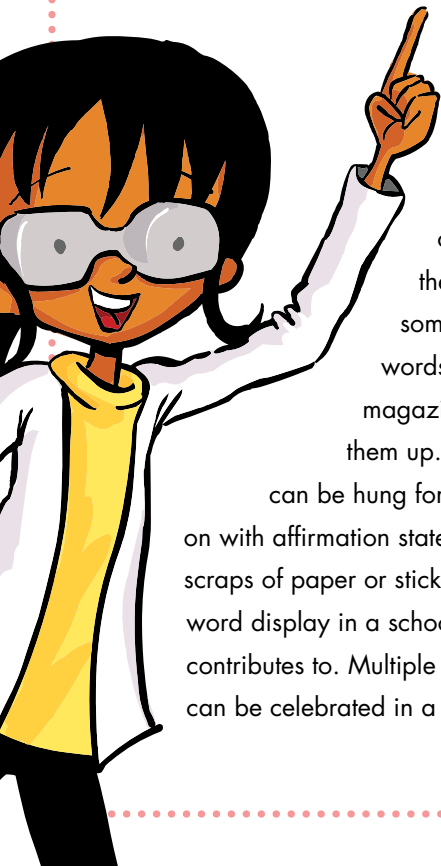 the
som
words
magazi
them up.
can be hung for
on with affirmation state
scraps of paper or stick
word display in a schoo
contributes to. Multiple
can be celebrated in a